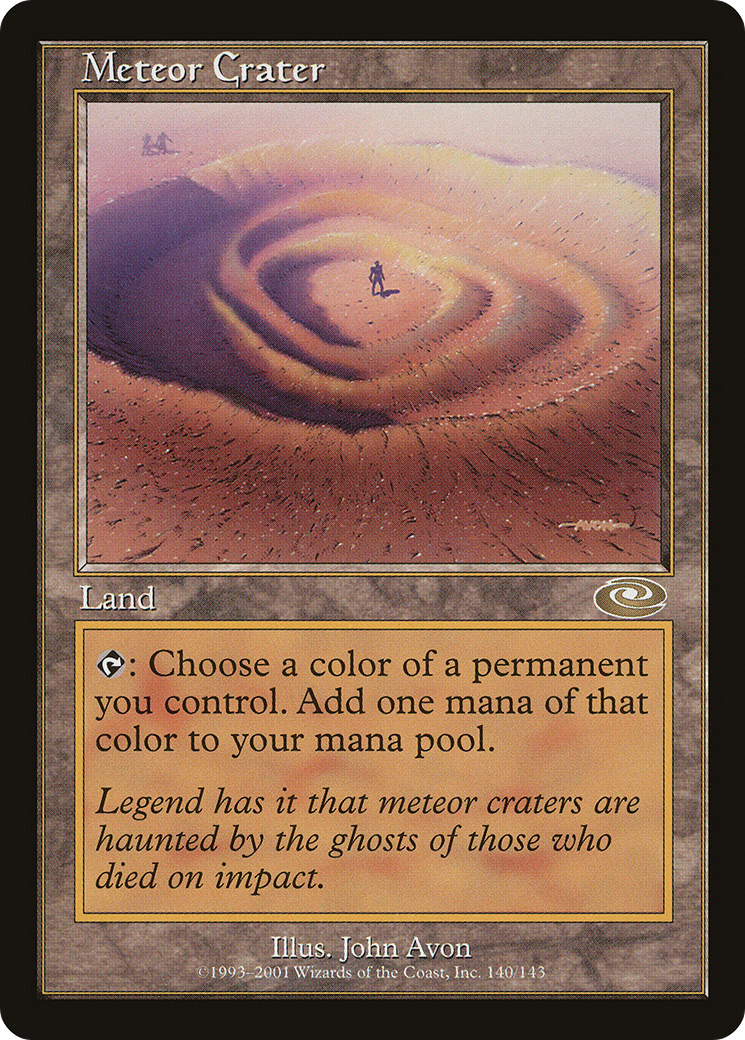 Meteor Crater
AVON
Land
: Choose a color of a permanent
you control. Add one mana of that
color to your mana pool.
Legend has it that meteor craters are
haunted by the ghosts of those who
died on impact.
Illus. John Avon
©1993–2001 Wizards of the Coast, Inc. 140/143